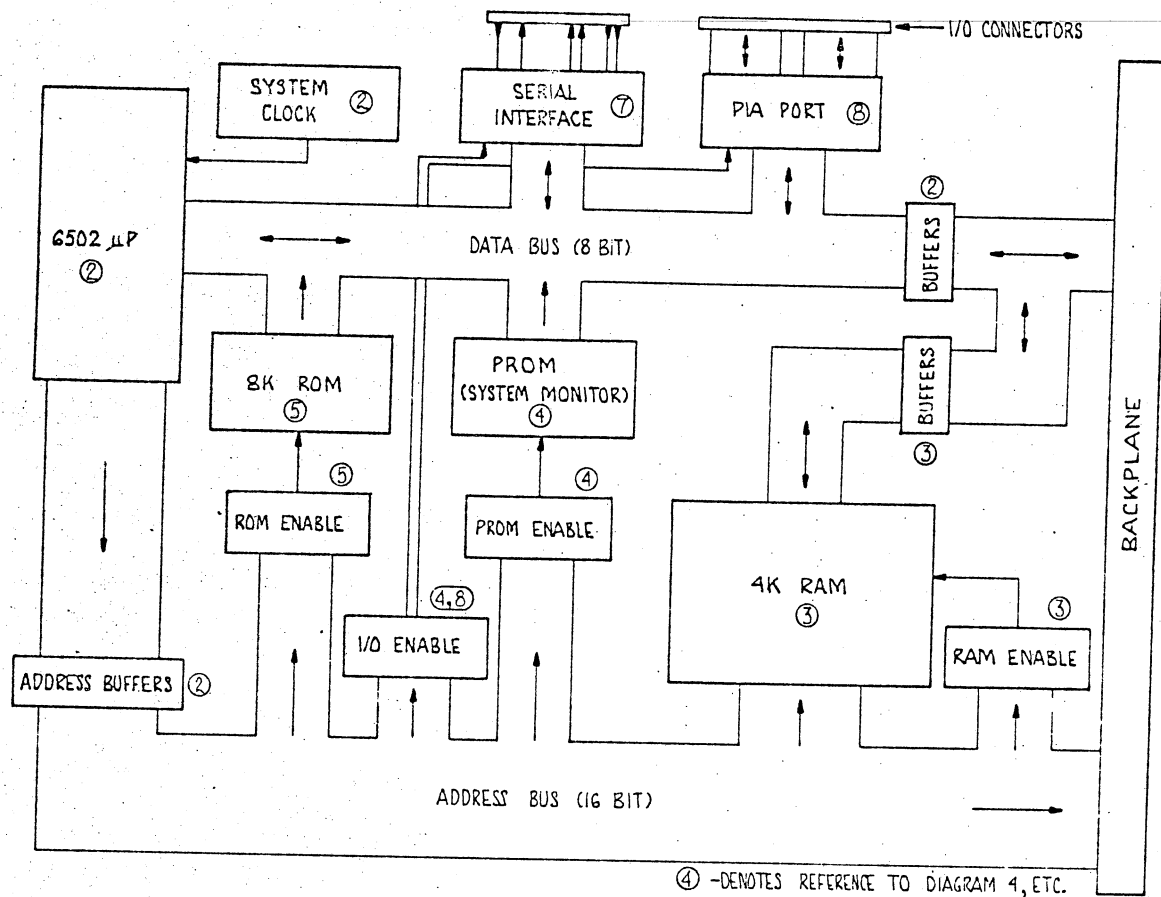 I/O CONNECTORS
SYSTEM
CLOCK
②
SERIAL
INTERFACE
⑦
PIA PORT
⑧
6502 µP
②
DATA BUS (8 BIT)
②
BUFFERS
8K ROM
⑤
PROM
(SYSTEM MONITOR)
④
BUFFERS
③
BACKPLANE
⑤
ROM ENABLE
④
PROM ENABLE
4K RAM
③
4,8
I/O ENABLE
③
RAM ENABLE
ADDRESS BUFFERS
②
ADDRESS BUS (16 BIT)
④ -DENOTES REFERENCE TO DIAGRAM 4, ETC.